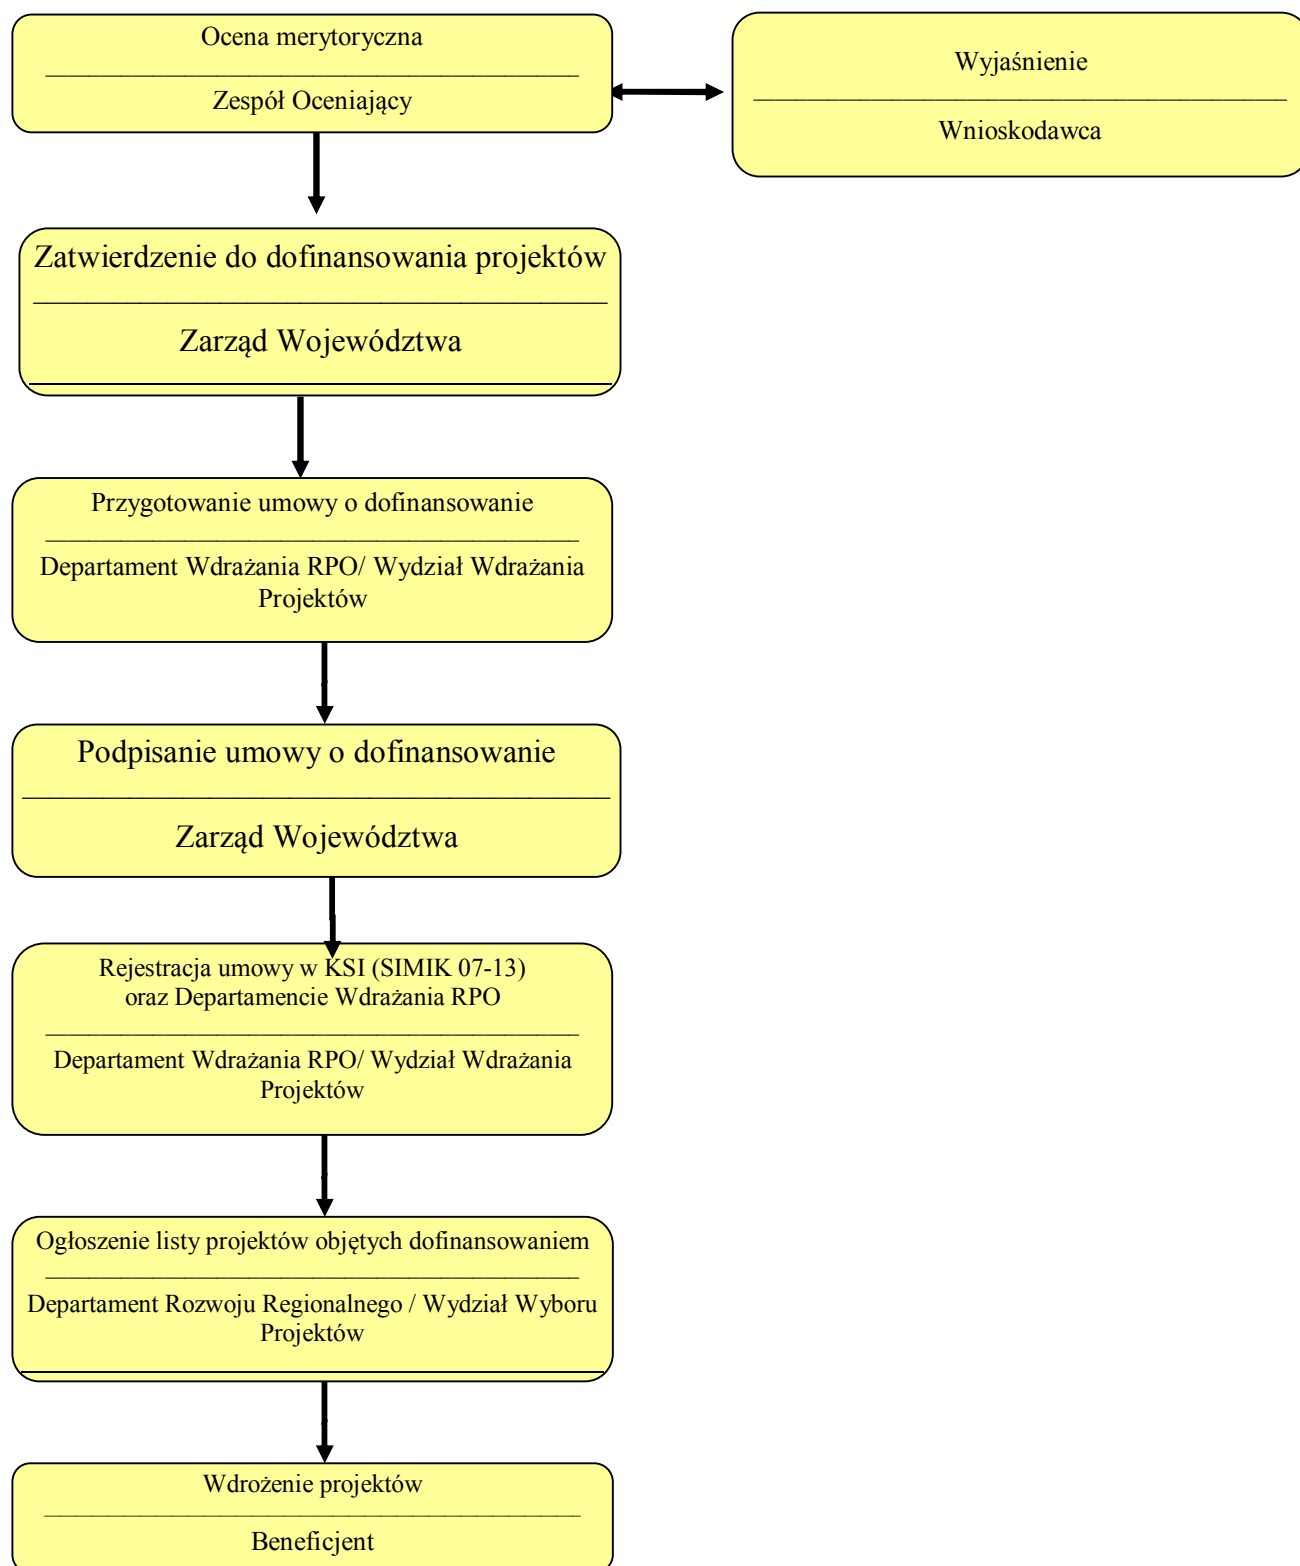 Ocena merytoryczna
Zespół Oceniający
Wyjaśnienie
Wnioskodawca
Zatwierdzenie do dofinansowania projektów
Zarząd Województwa
Przygotowanie umowy o dofinansowanie
Departament Wdrażania RPO/ Wydział Wdrażania
Projektów
Podpisanie umowy o dofinansowanie
Zarząd Województwa
Rejestracja umowy w KSI (SIMIK 07-13)
oraz Departamencie Wdrażania RPO
Departament Wdrażania RPO/ Wydział Wdrażania
Projektów
Ogłoszenie listy projektów objętych dofinansowaniem
Departament Rozwoju Regionalnego / Wydział Wyboru
Projektów
Wdrożenie projektów
Beneficjent